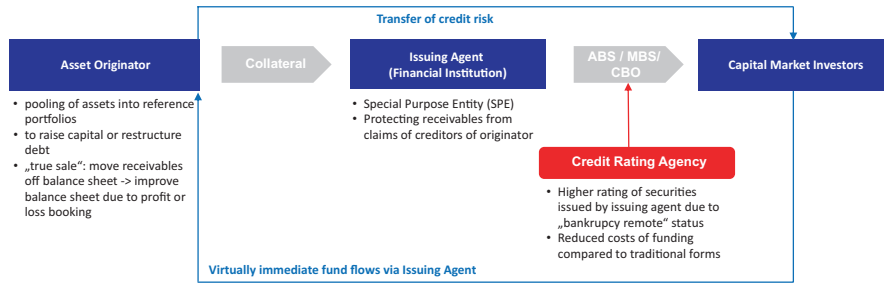 Transfer of credit risk
Asset Originator
Collateral
Issuing Agent
(Financial Institution)
ABS / MBS/
CBO
Capital Market Investors
• pooling of assets into reference
portfolios
• to raise capital or restructure
debt
• „true sale“: move receivables
off balance sheet -> improve
balance sheet due to profit or
loss booking
• Special Purpose Entity (SPE)
• Protecting receivables from
claims of creditors of originator
Credit Rating Agency
• Higher rating of securities
issued by issuing agent due to
„bankrupcy remote“ status
• Reduced costs of funding
compared to traditional forms
Virtually immediate fund flows via Issuing Agent